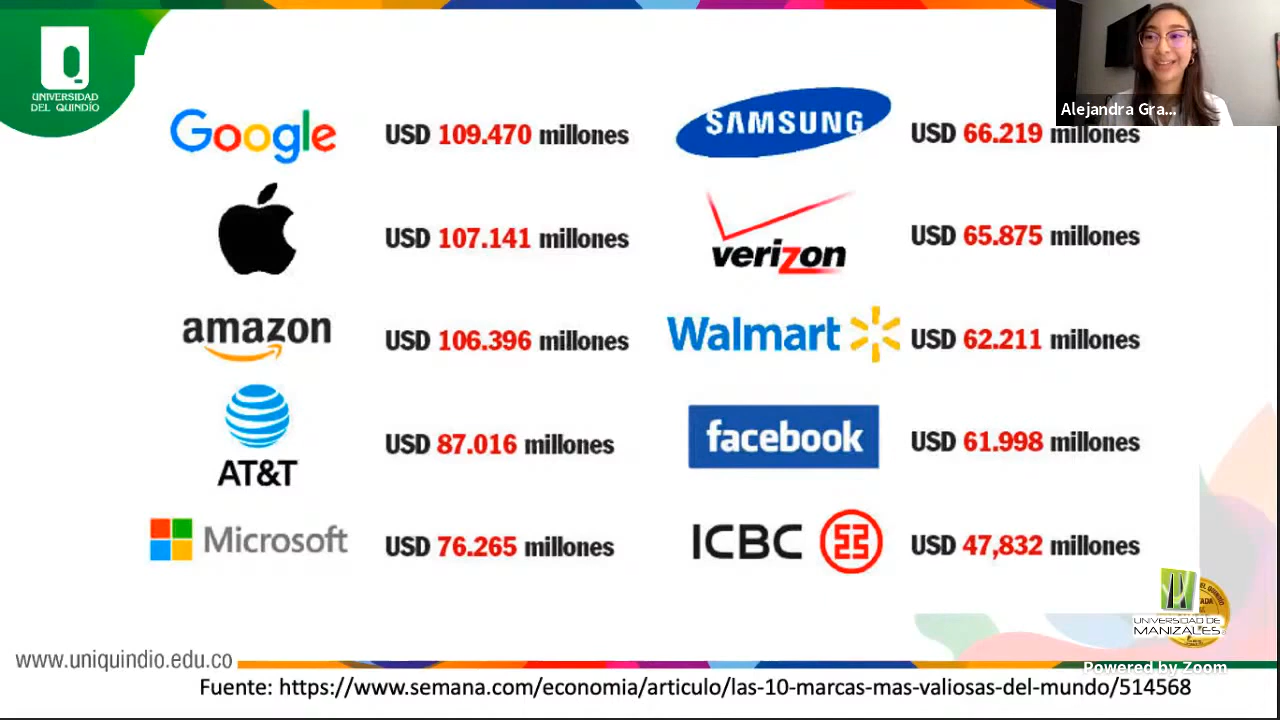 UNIVERSIDAD
DEL QUINDÍO
Alejandra Gra...
Google USD 109.470 millones
SAMSUNG USD 66.219 millones
USD 107.141 millones
verizon USD 65.875 millones
amazon USD 106.396 millones
Walmart USD 62.211 millones
AT&T USD 87.016 millones
facebook USD 61.998 millones
Microsoft USD 76.265 millones
ICBC USD 47,832 millones
UNIVERSIDAD DE
MANIZALES
www.uniquindio.edu.co
Powered by Zoom
Fuente: https://www.semana.com/economia/articulo/las-10-marcas-mas-valiosas-del-mundo/514568